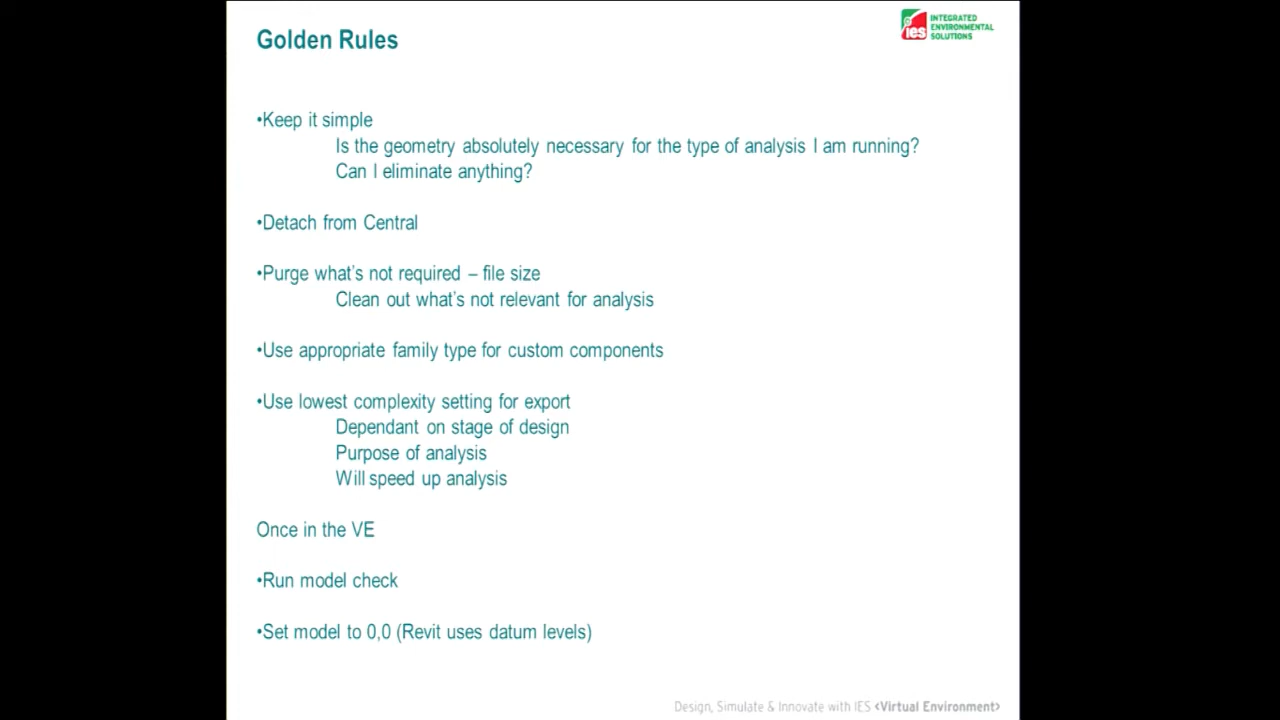 Golden Rules
ies INTEGRATED
ENVIRONMENTAL
SOLUTIONS
•Keep it simple
Is the geometry absolutely necessary for the type of analysis I am running?
Can I eliminate anything?
•Detach from Central
•Purge what's not required – file size
Clean out what's not relevant for analysis
•Use appropriate family type for custom components
•Use lowest complexity setting for export
Dependant on stage of design
Purpose of analysis
Will speed up analysis
Once in the VE
•Run model check
•Set model to 0,0 (Revit uses datum levels)
Design, Simulate & Innovate with IES <Virtual Environment>